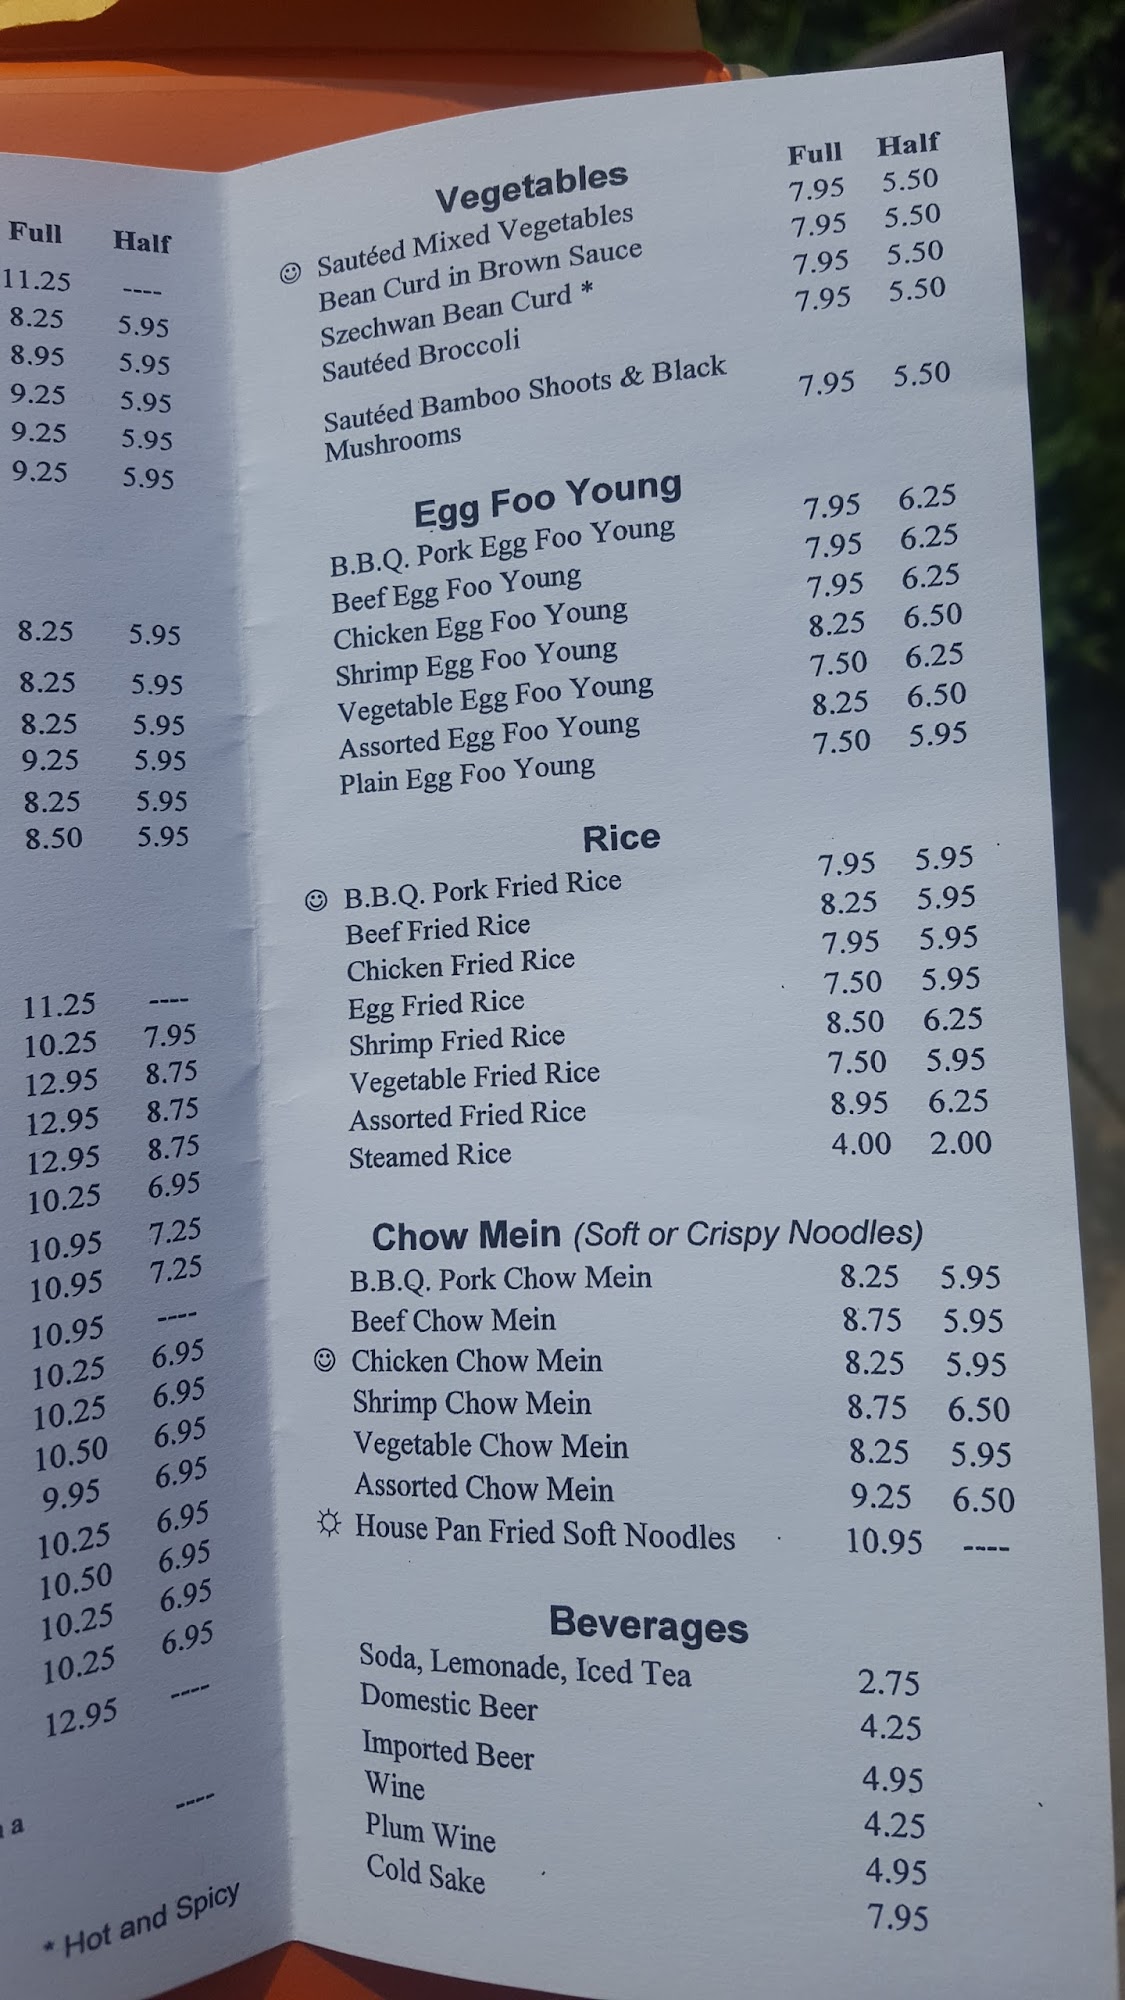 Full Half
11.25 ----
8.25 5.95
8.95 5.95
9.25 5.95
9.25 5.95
9.25 5.95
8.25 5.95
8.25 5.95
8.25 5.95
9.25 5.95
8.25 5.95
8.50 5.95
11.25 ----
10.25 7.95
12.95 8.75
12.95 8.75
12.95 8.75
10.25 6.95
10.95 7.25
10.95 7.25
10.95 ----
10.25 6.95
10.25 6.95
10.50 6.95
9.95 6.95
10.25 6.95
10.50 6.95
10.25 6.95
10.25 6.95
12.95 ----
----
a
* Hot and Spicy
Vegetables Full Half
☺ Sautéed Mixed Vegetables 7.95 5.50
Bean Curd in Brown Sauce 7.95 5.50
Szechwan Bean Curd * 7.95 5.50
Sautéed Broccoli 7.95 5.50
Sautéed Bamboo Shoots & Black 7.95 5.50
Mushrooms
Egg Foo Young
B.B.Q. Pork Egg Foo Young 7.95 6.25
Beef Egg Foo Young 7.95 6.25
Chicken Egg Foo Young 7.95 6.25
Shrimp Egg Foo Young 8.25 6.50
Vegetable Egg Foo Young 7.50 6.25
Assorted Egg Foo Young 8.25 6.50
Plain Egg Foo Young 7.50 5.95
Rice
☺ B.B.Q. Pork Fried Rice 7.95 5.95
Beef Fried Rice 8.25 5.95
Chicken Fried Rice 7.95 5.95
Egg Fried Rice 7.50 5.95
Shrimp Fried Rice 8.50 6.25
Vegetable Fried Rice 7.50 5.95
Assorted Fried Rice 8.95 6.25
Steamed Rice 4.00 2.00
Chow Mein (Soft or Crispy Noodles)
B.B.Q. Pork Chow Mein 8.25 5.95
Beef Chow Mein 8.75 5.95
☺ Chicken Chow Mein 8.25 5.95
Shrimp Chow Mein 8.75 6.50
Vegetable Chow Mein 8.25 5.95
Assorted Chow Mein 9.25 6.50
☼ House Pan Fried Soft Noodles 10.95 ----
Beverages
Soda, Lemonade, Iced Tea 2.75
Domestic Beer 4.25
Imported Beer 4.95
Wine 4.25
Plum Wine 4.95
Cold Sake 7.95